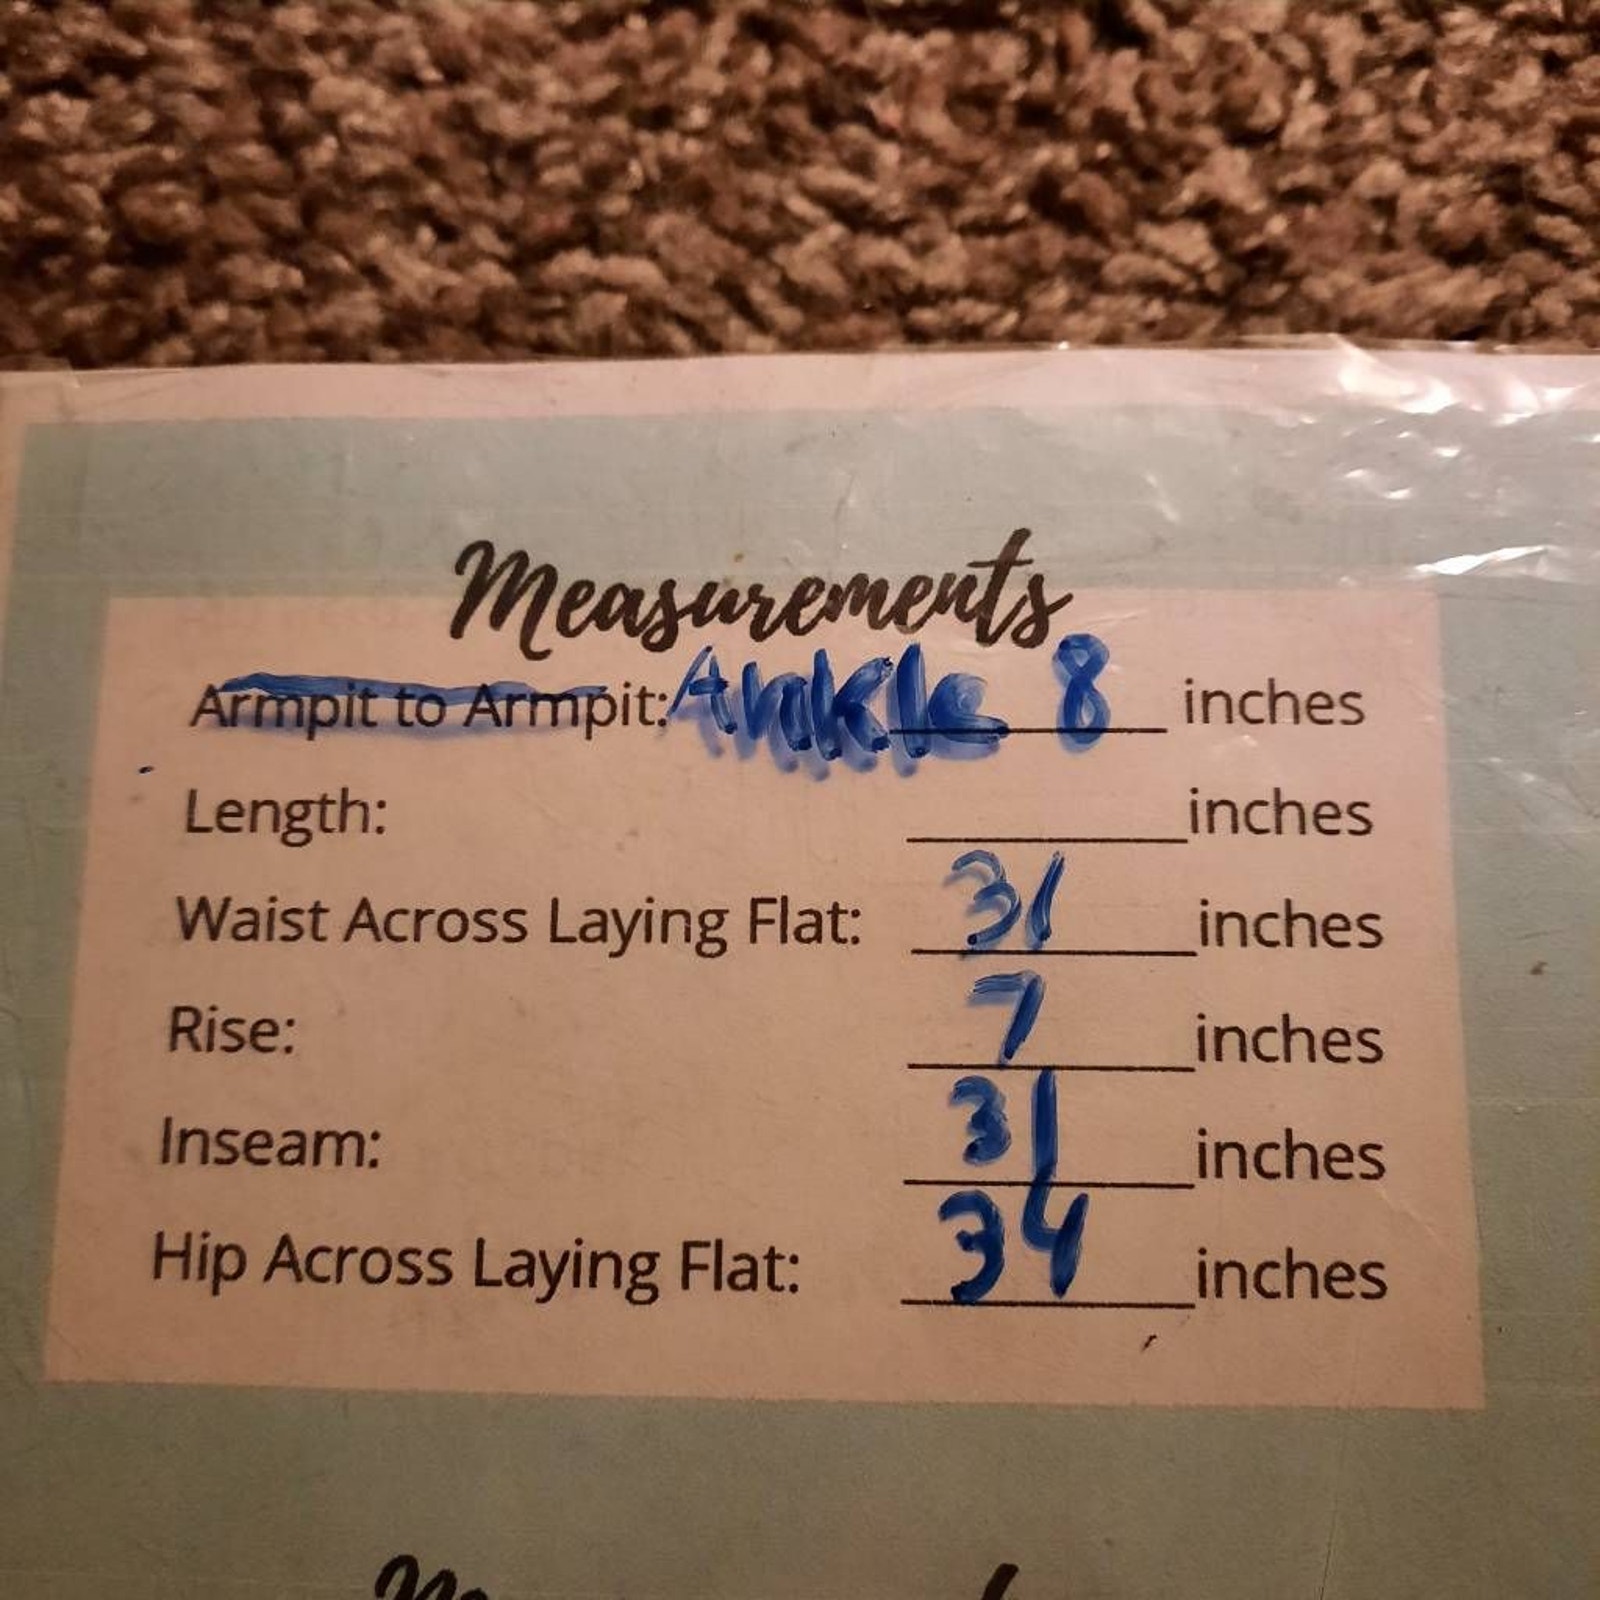 Measurements
Armpit to Armpit: Ankle 8 inches
Length: inches
Waist Across Laying Flat: 31 inches
Rise: 7 inches
Inseam: 31 inches
Hip Across Laying Flat: 34 inches